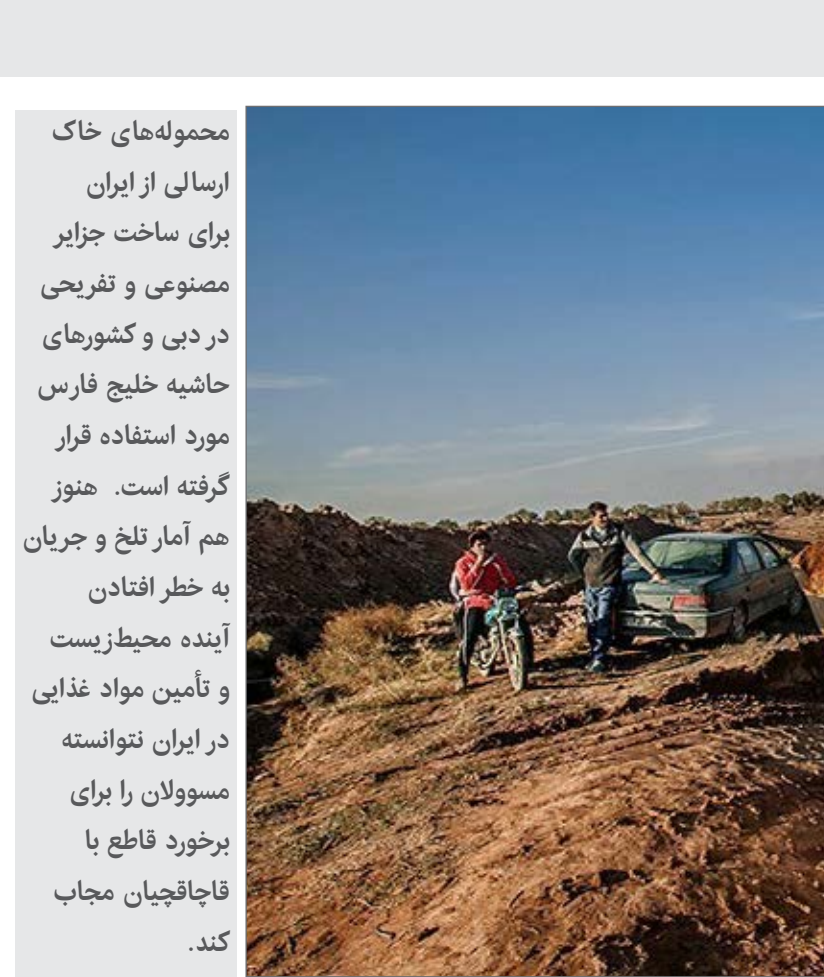 محموله‌های خاک
ارسالی از ایران
برای ساخت جزایر
مصنوعی و تفریحی
در دبی و کشورهای
حاشیه خلیج فارس
مورد استفاده قرار
گرفته است. هنوز
هم آمار تلخ و جریان
به خطر افتادن
آینده محیط‌زیست
و تأمین مواد غذایی
در ایران نتوانسته
مسوولان را برای
برخورد قاطع با
قاچاقچیان مجاب
کند.